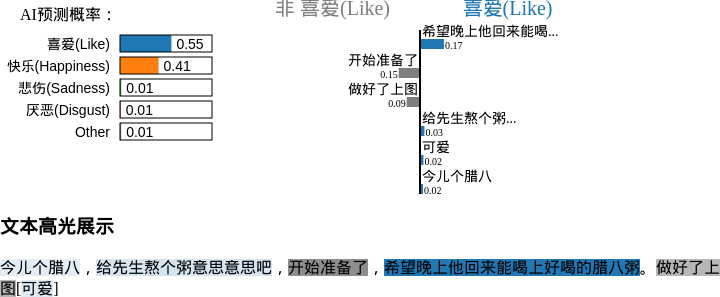 AI预测概率：
喜爱(Like) 0.55
快乐(Happiness) 0.41
悲伤(Sadness) 0.01
厌恶(Disgust) 0.01
Other 0.01
非 喜爱(Like) 喜爱(Like)
希望晚上他回来能喝...
0.17
开始准备了
0.15
做好了上图
0.09
给先生熬个粥...
0.03
可爱
0.02
今儿个腊八
0.02
文本高光展示
今儿个腊八，给先生熬个粥意思意思吧，开始准备了，希望晚上他回来能喝上好喝的腊八粥。做好了上
图[可爱]